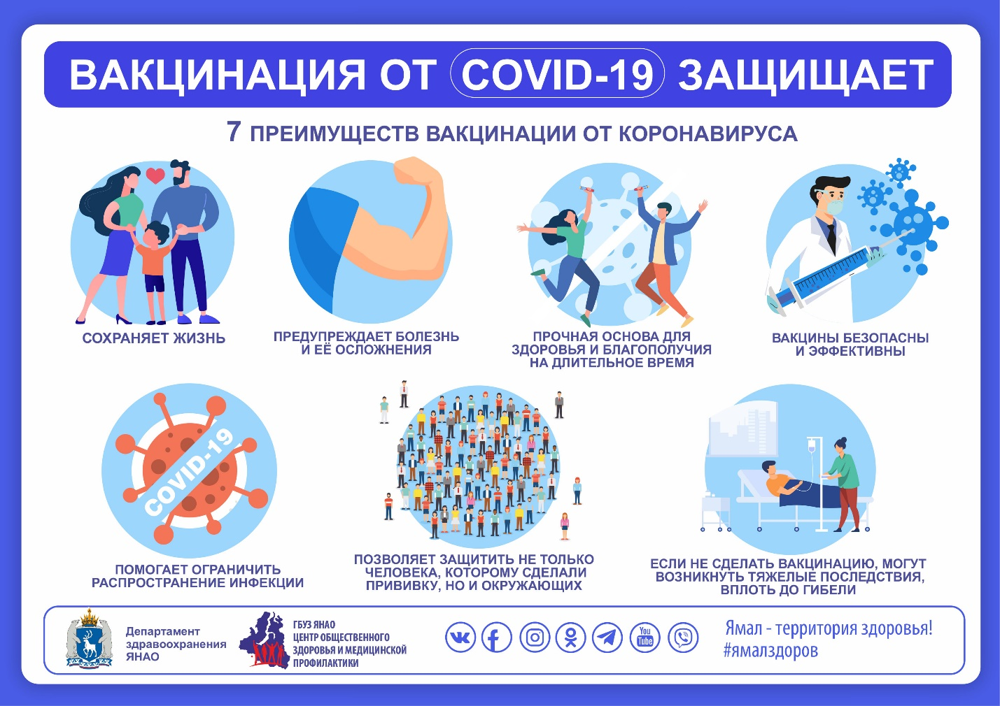 ВАКЦИНАЦИЯ ОТ COVID-19 ЗАЩИЩАЕТ
7 ПРЕИМУЩЕСТВ ВАКЦИНАЦИИ ОТ КОРОНАВИРУСА
СОХРАНЯЕТ ЖИЗНЬ
ПРЕДУПРЕЖДАЕТ БОЛЕЗНЬ
И ЕЁ ОСЛОЖНЕНИЯ
ПРОЧНАЯ ОСНОВА ДЛЯ
ЗДОРОВЬЯ И БЛАГОПОЛУЧИЯ
НА ДЛИТЕЛЬНОЕ ВРЕМЯ
ВАКЦИНЫ БЕЗОПАСНЫ
И ЭФФЕКТИВНЫ
COVID-19
ПОМОГАЕТ ОГРАНИЧИТЬ
РАСПРОСТРАНЕНИЕ ИНФЕКЦИИ
ПОЗВОЛЯЕТ ЗАЩИТИТЬ НЕ ТОЛЬКО
ЧЕЛОВЕКА, КОТОРОМУ СДЕЛАЛИ
ПРИВИВКУ, НО И ОКРУЖАЮЩИХ
ЕСЛИ НЕ СДЕЛАТЬ ВАКЦИНАЦИЮ, МОГУТ
ВОЗНИКНУТЬ ТЯЖЕЛЫЕ ПОСЛЕДСТВИЯ,
ВПЛОТЬ ДО ГИБЕЛИ
Департамент
здравоохранения
ЯНАО
ГБУЗ ЯНАО
ЦЕНТР ОБЩЕСТВЕННОГО
ЗДОРОВЬЯ И МЕДИЦИНСКОЙ
ПРОФИЛАКТИКИ
You
Tube
Ямал - территория здоровья!
#ямалздоров